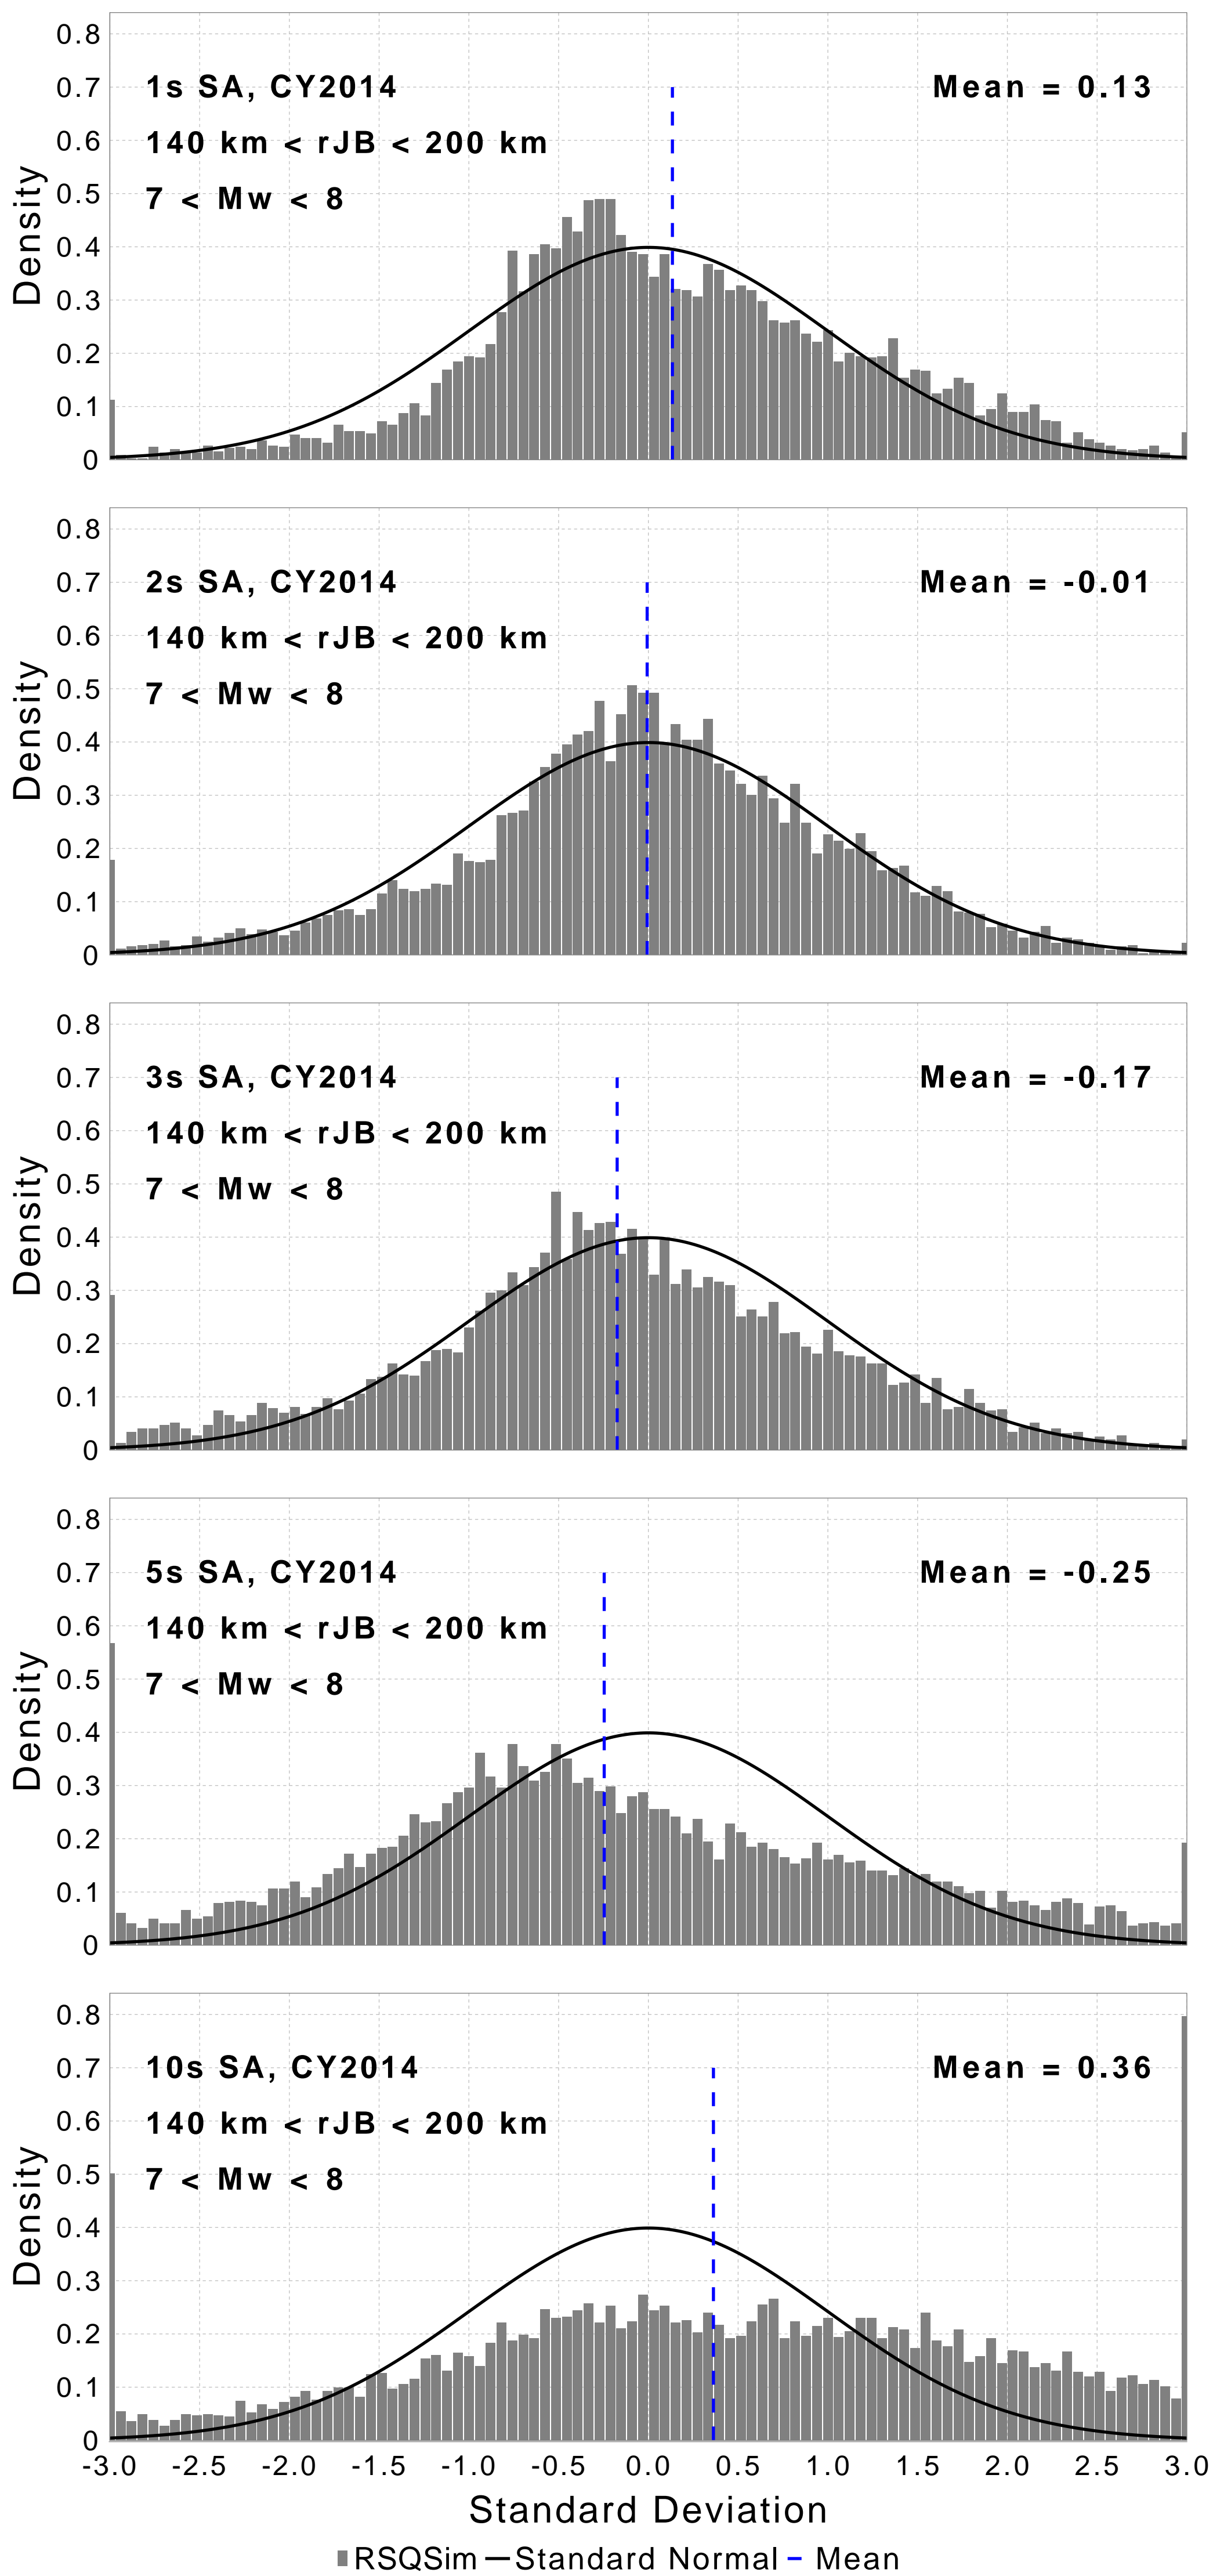 0.8
1s SA, CY2014 Mean = 0.13
0.7
140 km < rJB < 200 km
0.6
7 < Mw < 8
0.5
0.4
0.3
0.2
0.1
0
Density
0.8
2s SA, CY2014 Mean = -0.01
0.7
140 km < rJB < 200 km
0.6
7 < Mw < 8
0.5
0.4
0.3
0.2
0.1
0
Density
0.8
3s SA, CY2014 Mean = -0.17
0.7
140 km < rJB < 200 km
0.6
7 < Mw < 8
0.5
0.4
0.3
0.2
0.1
0
Density
0.8
5s SA, CY2014 Mean = -0.25
0.7
140 km < rJB < 200 km
0.6
7 < Mw < 8
0.5
0.4
0.3
0.2
0.1
0
Density
0.8
10s SA, CY2014 Mean = 0.36
0.7
140 km < rJB < 200 km
0.6
7 < Mw < 8
0.5
0.4
0.3
0.2
0.1
0
Density
-3.0 -2.5 -2.0 -1.5 -1.0 -0.5 0.0 0.5 1.0 1.5 2.0 2.5 3.0
Standard Deviation
RSQSim Standard Normal Mean